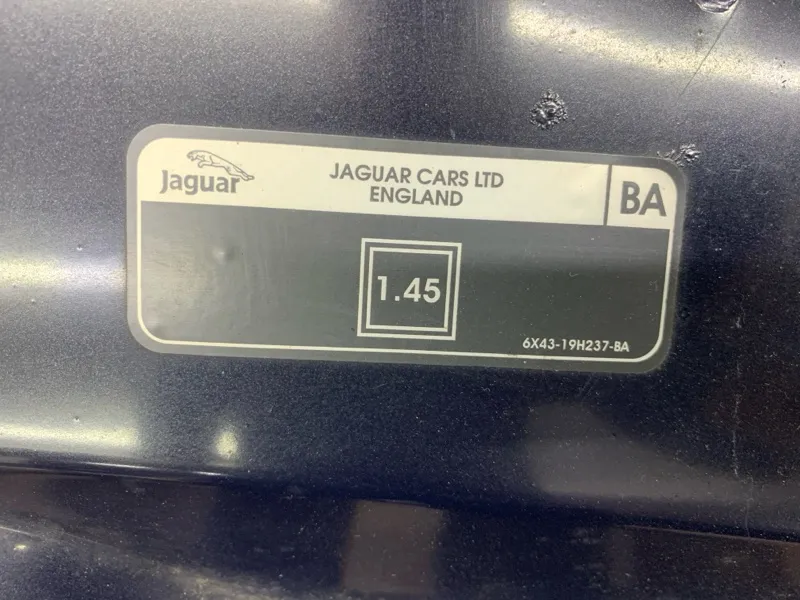 Jaguar
JAGUAR CARS LTD
ENGLAND
BA
1.45
6X43-19H237-BA